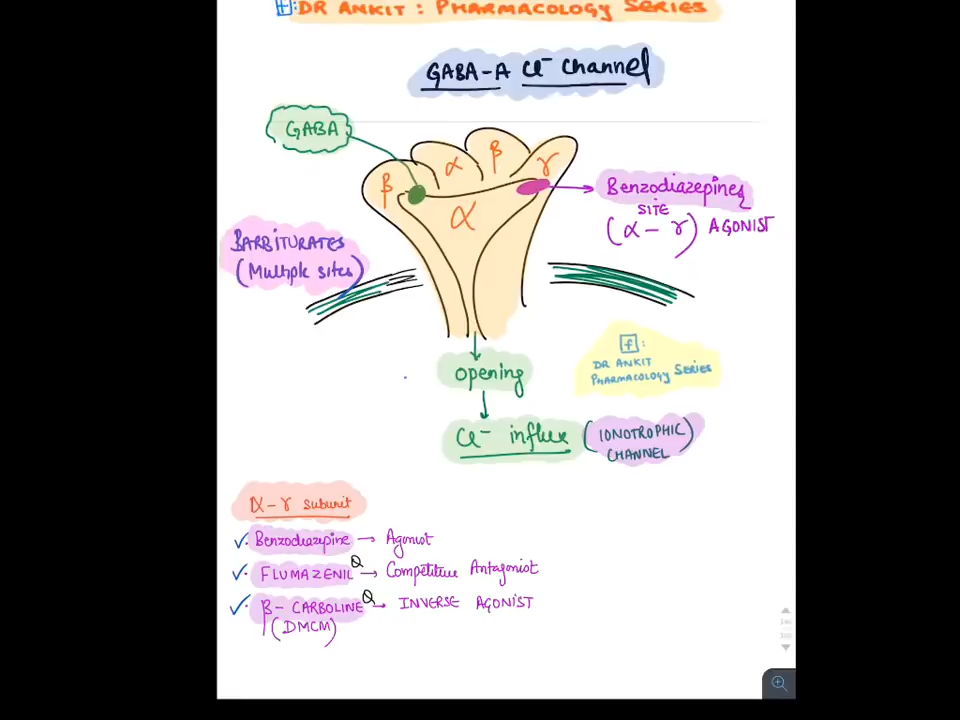 f: DR ANKIT : PHARMACOLOGY SERIES
GABA-A Cl⁻ Channel
GABA
β α β γ
α
Benzodiazepines
SITE
(α – γ) AGONIST
BARBITURATES
(Multiple sites)
f:
DR ANKIT
PHARMACOLOGY SERIES
opening
Cl⁻ influx (IONOTROPHIC
CHANNEL)
α-γ subunit
✓. Benzodiazepine → Agonist
✓. FLUMAZENIL Q → Competitive Antagonist
✓. β- CARBOLINE Q → INVERSE AGONIST
(DMCM)